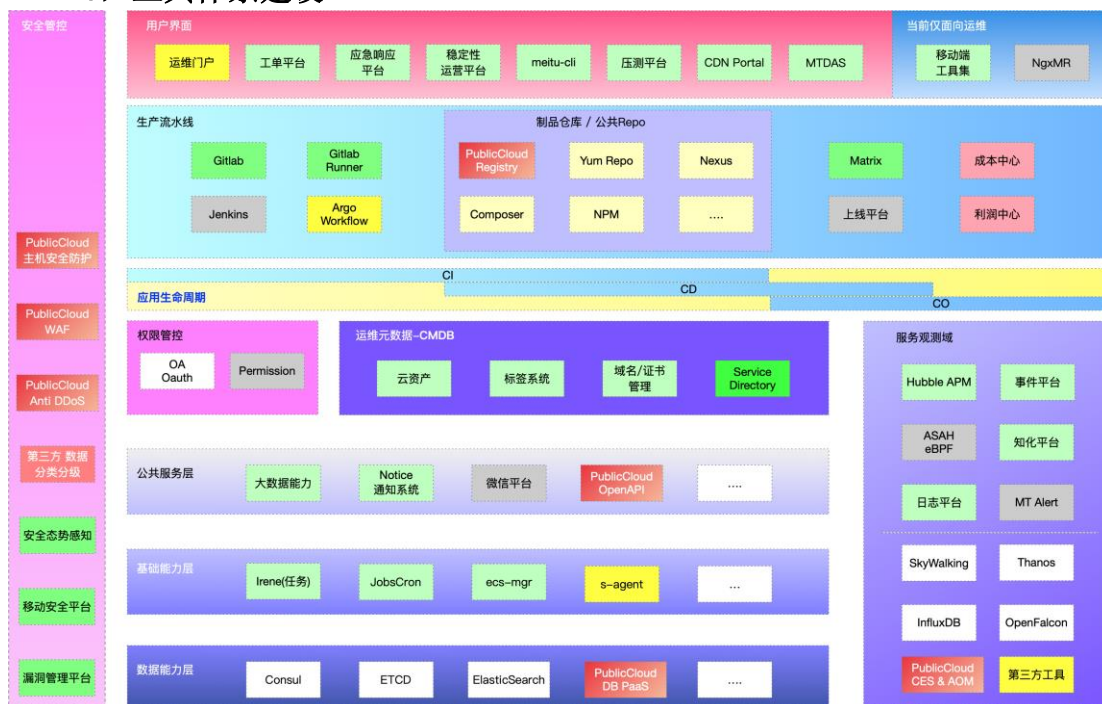 安全管控
PublicCloud
主机安全防护
PublicCloud
WAF
PublicCloud
Anti DDoS
第三方 数据
分类分级
安全态势感知
移动安全平台
漏洞管理平台
用户界面
运维门户
工单平台
应急响应
平台
稳定性
运营平台
meitu-cli
压测平台
CDN Portal
MTDAS
当前仅面向运维
移动端
工具集
NgxMR
生产流水线
Gitlab
Gitlab
Runner
Jenkins
Argo
Workflow
制品仓库 / 公共Repo
PublicCloud
Registry
Yum Repo
Nexus
Composer
NPM
....
Matrix
成本中心
上线平台
利润中心
CI
CD
CO
应用生命周期
权限管控
OA
Oauth
Permission
运维元数据-CMDB
云资产
标签系统
域名/证书
管理
Service
Directory
公共服务层
大数据能力
Notice
通知系统
微信平台
PublicCloud
OpenAPI
....
基础能力层
Irene(任务)
JobsCron
ecs-mgr
s-agent
...
数据能力层
Consul
ETCD
ElasticSearch
PublicCloud
DB PaaS
....
服务观测域
Hubble APM
事件平台
ASAH
eBPF
知化平台
日志平台
MT Alert
SkyWalking
Thanos
InfluxDB
OpenFalcon
PublicCloud
CES & AOM
第三方工具